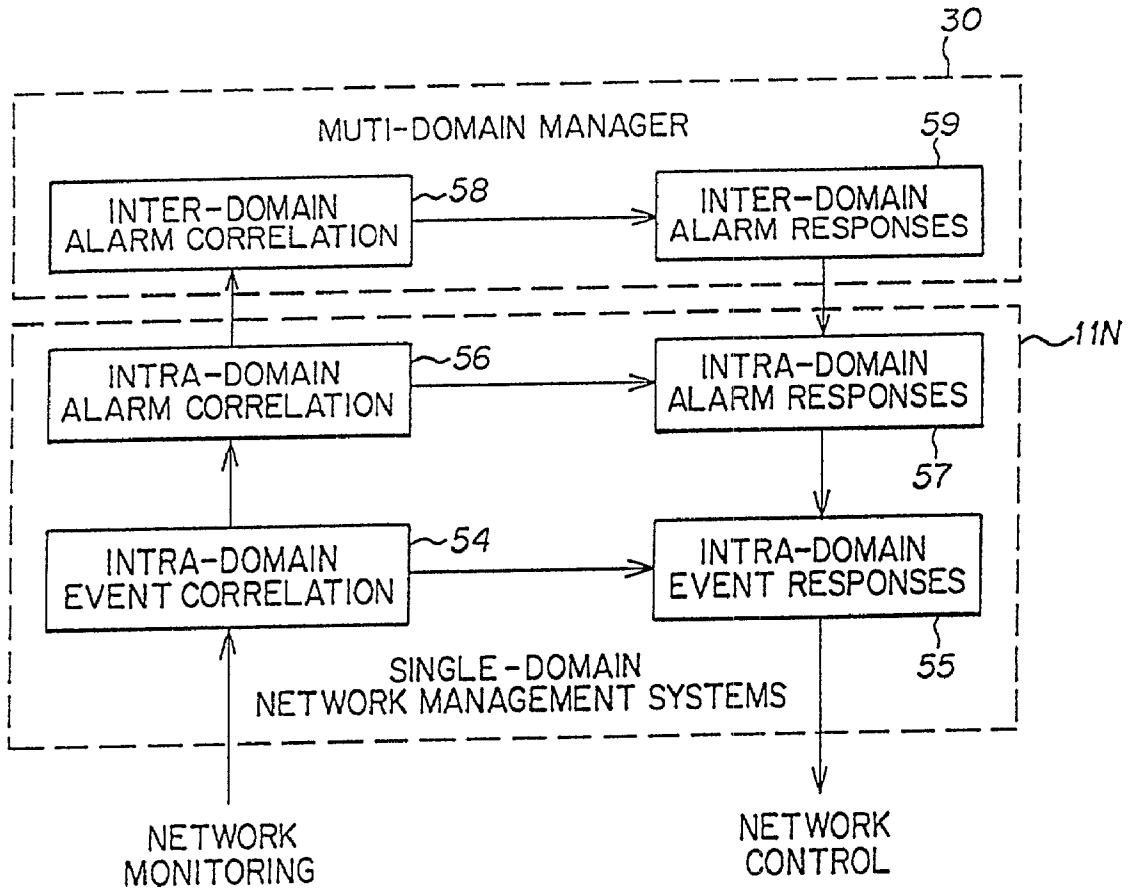 30
MUTI-DOMAIN MANAGER
59
58
INTER-DOMAIN
ALARM CORRELATION
INTER-DOMAIN
ALARM RESPONSES
11N
56
INTRA-DOMAIN
ALARM CORRELATION
INTRA-DOMAIN
ALARM RESPONSES
57
54
INTRA-DOMAIN
EVENT CORRELATION
INTRA-DOMAIN
EVENT RESPONSES
55
SINGLE-DOMAIN
NETWORK MANAGEMENT SYSTEMS
NETWORK
MONITORING
NETWORK
CONTROL